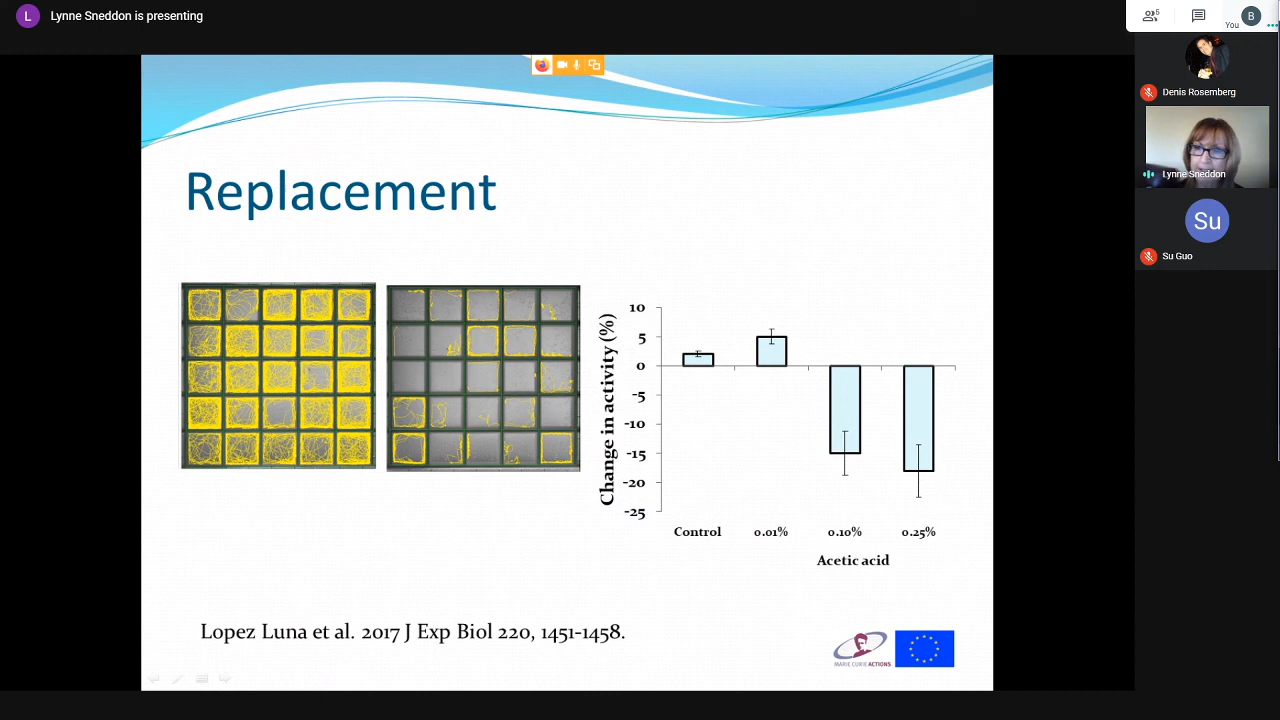 L
Lynne Sneddon is presenting
5
You
B
Denis Rosemberg
Lynne Sneddon
Su
Su Guo
Replacement
Change in activity (%)
10
5
0
-5
-10
-15
-20
-25
Control
0.01%
0.10%
0.25%
Acetic acid
Lopez Luna et al. 2017 J Exp Biol 220, 1451-1458.
MARIE CURIE ACTIONS